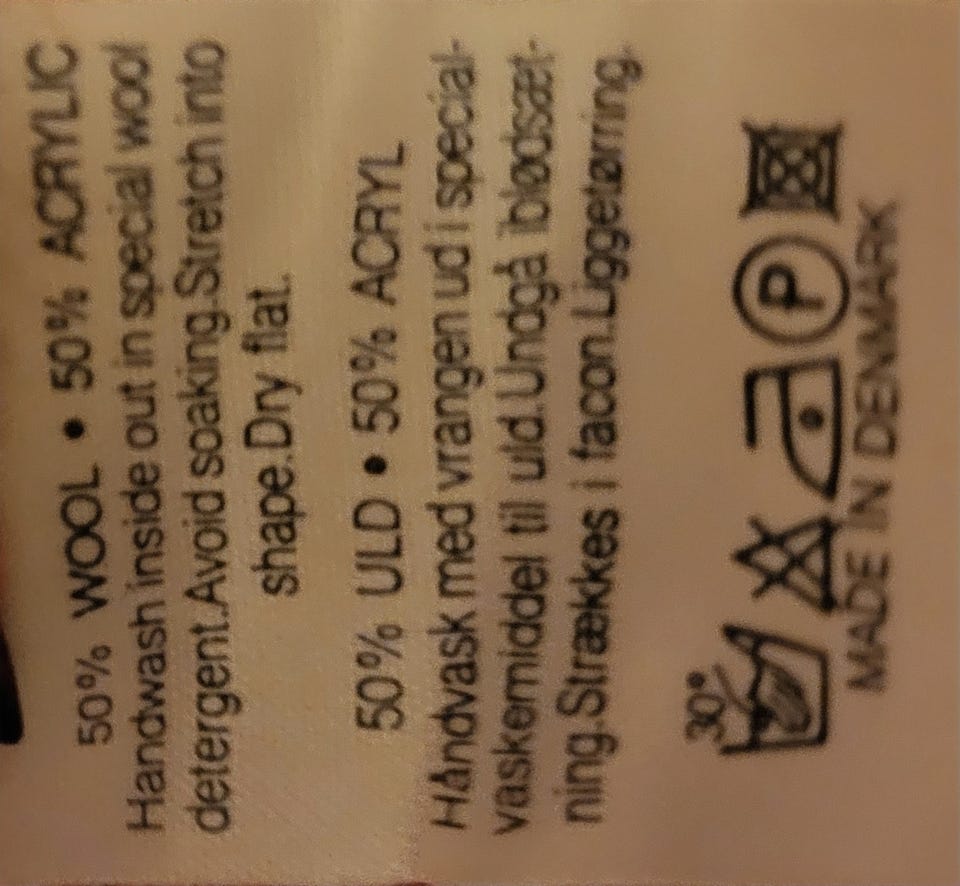 50% WOOL • 50% ACRYLIC
Handwash inside out in special wool
detergent.Avoid soaking.Stretch into
shape.Dry flat.
50% ULD • 50% ACRYL
Håndvask med vrangen ud i special-
vaskemiddel til uld.Undgå iblødsæt-
ning.Strækkes i facon.Liggetørring.
30°
P
MADE IN DENMARK